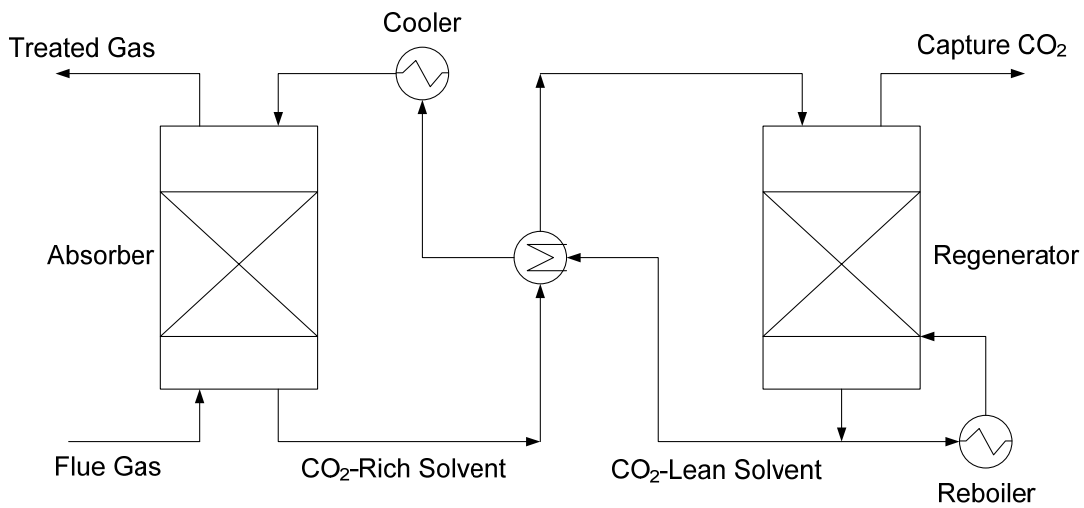 Cooler
Treated Gas
Capture CO₂
Absorber
Regenerator
Flue Gas
CO₂-Rich Solvent
CO₂-Lean Solvent
Reboiler